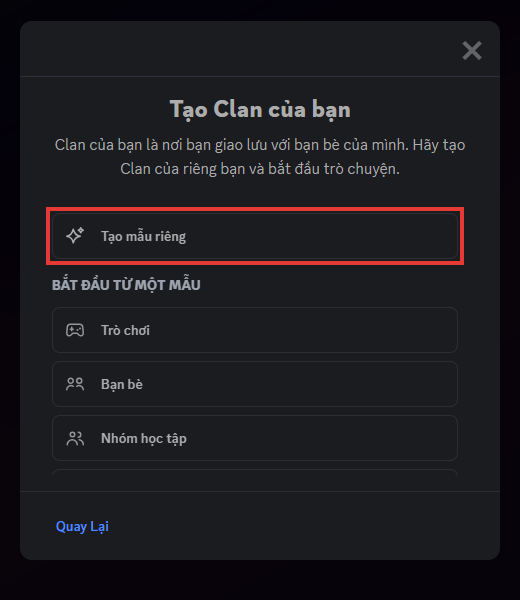 Tạo Clan của bạn
Clan của bạn là nơi bạn giao lưu với bạn bè của mình. Hãy tạo
Clan của riêng bạn và bắt đầu trò chuyện.
Tạo mẫu riêng
BẮT ĐẦU TỪ MỘT MẪU
Trò chơi
Bạn bè
Nhóm học tập
Quay Lại